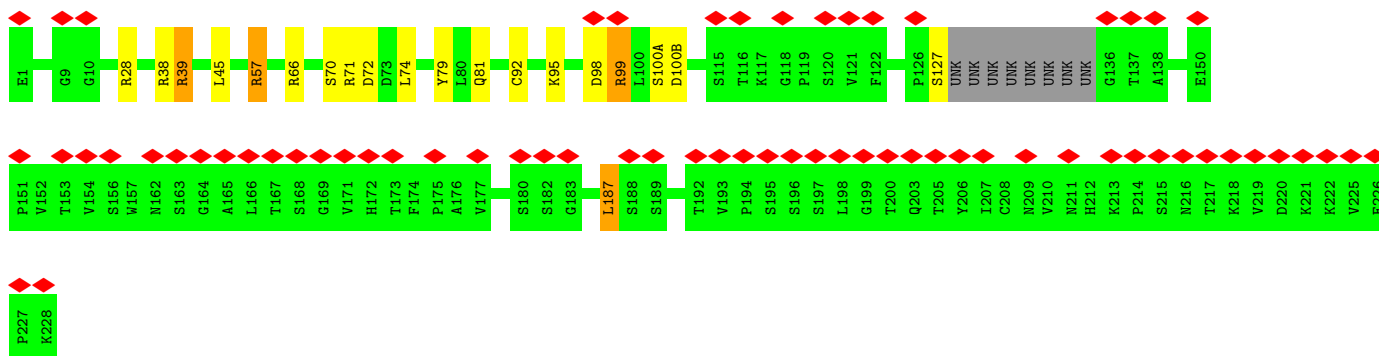 E1 G9 G10 R28 R38 R39 L45 R57 R66 S70 R71 D72 D73 L74 Y79 L80 Q81 C92 K95 D98 R99 L100 S100A D100B S115 T116 K117 G118 P119 S120 V121 F122 P126 S127 UNK UNK UNK UNK UNK UNK UNK UNK G136 T137 A138 E150
P151 V152 T153 V154 S156 W157 N162 S163 G164 A165 L166 T167 S168 G169 V171 H172 T173 F174 P175 A176 V177 S180 S182 G183 L187 S188 S189 T192 V193 P194 S195 S196 S197 L198 G199 T200 Q203 T205 Y206 I207 C208 N209 V210 N211 H212 K213 P214 S215 N216 T217 K218 V219 D220 K221 K222 V225 E226
P227 K228